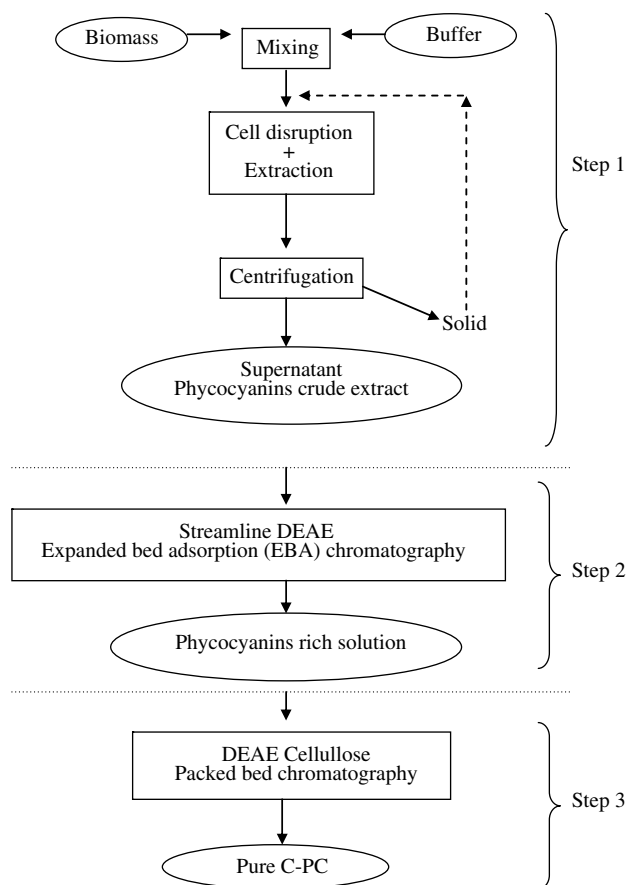 Biomass
Mixing
Buffer
Cell disruption
+
Extraction
Step 1
Centrifugation
Solid
Supernatant
Phycocyanins crude extract
Streamline DEAE
Expanded bed adsorption (EBA) chromatography
Step 2
Phycocyanins rich solution
DEAE Cellullose
Packed bed chromatography
Step 3
Pure C-PC